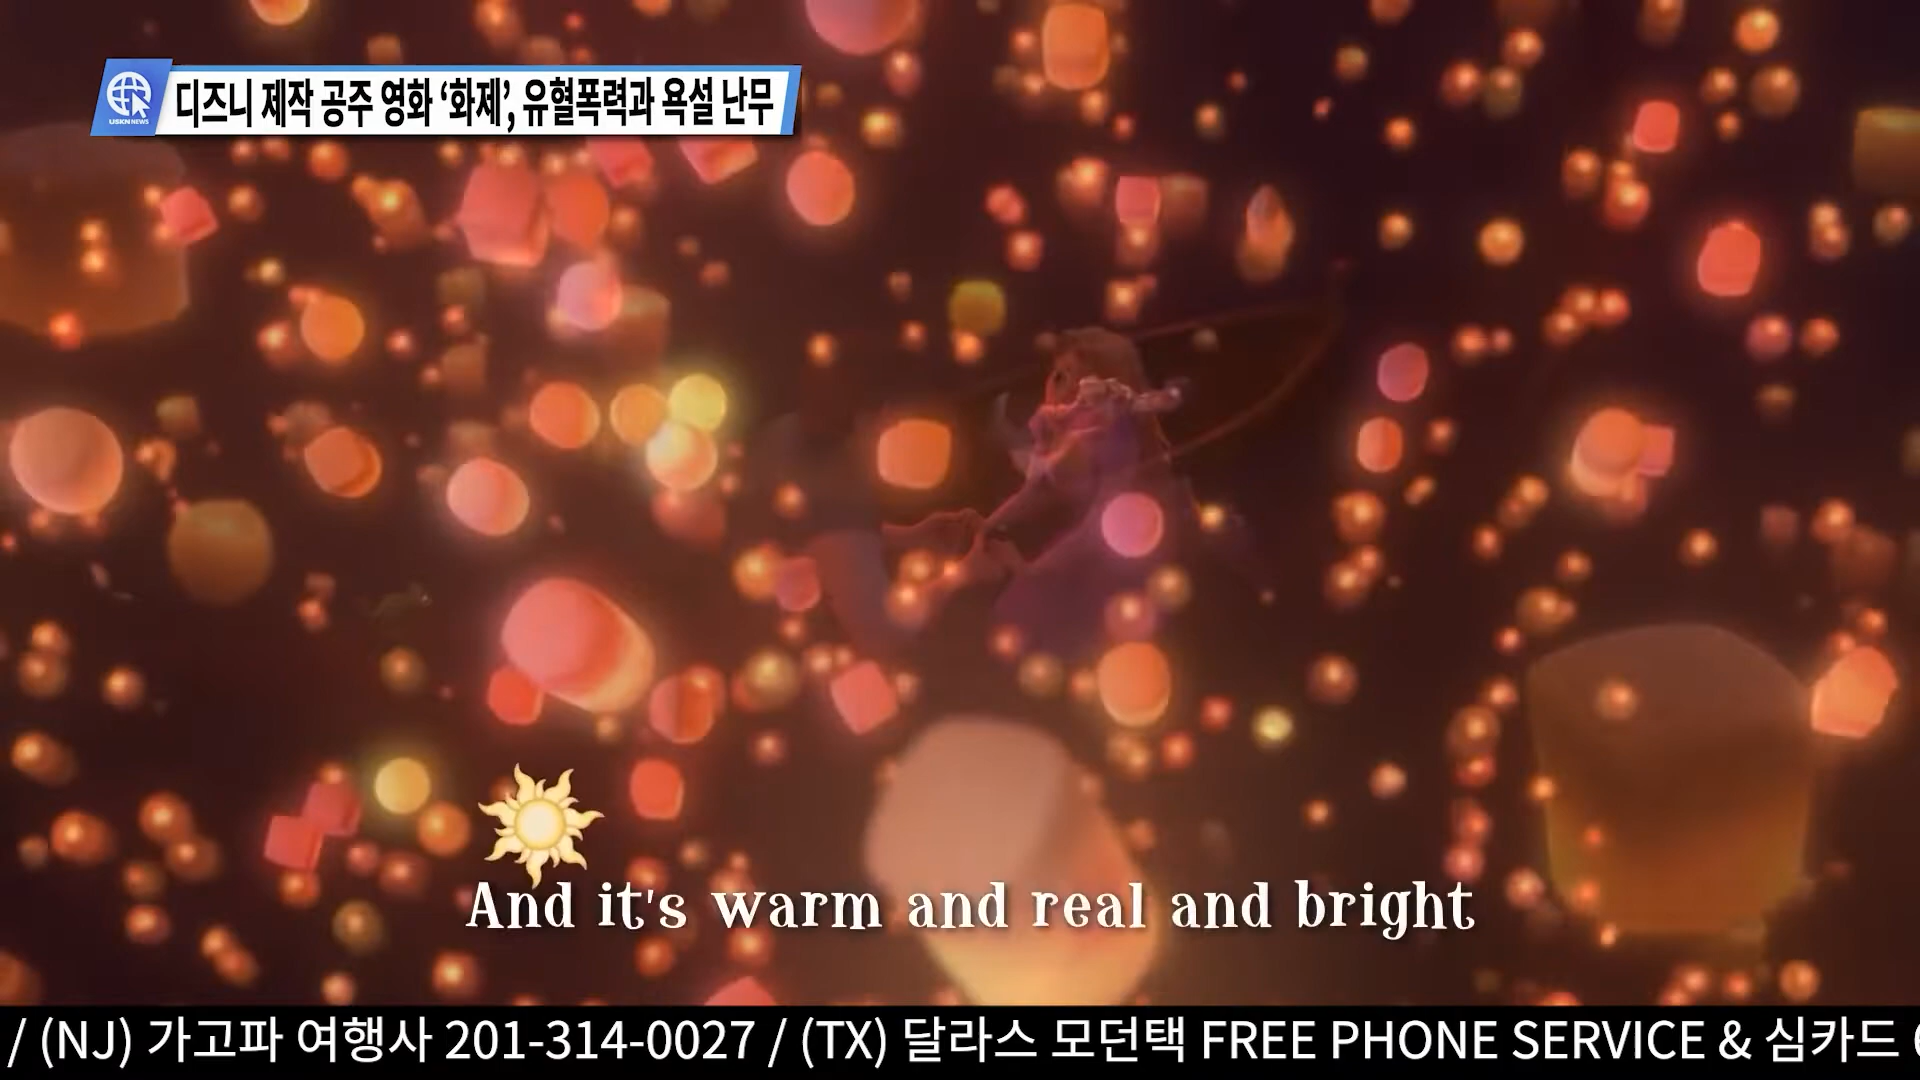 USKN NEWS
디즈니 제작 공주 영화 ‘화제’, 유혈폭력과 욕설 난무
And it's warm and real and bright
/ (NJ) 가고파 여행사 201-314-0027 / (TX) 달라스 모던택 FREE PHONE SERVICE & 심카드